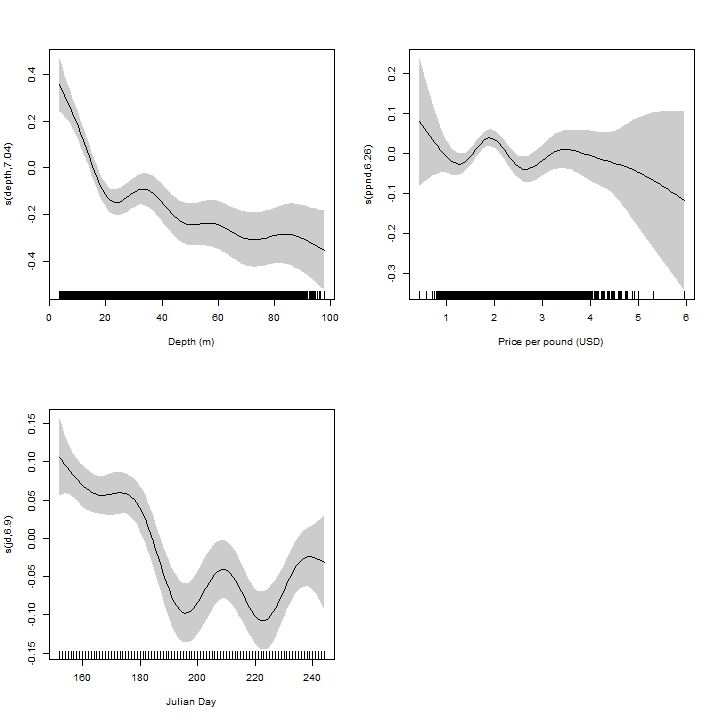 s(depth,7.04)
0.4
0.2
0.0
-0.2
-0.4
0 20 40 60 80 100
Depth (m)
s(ppnd,6.26)
0.2
0.1
0.0
-0.1
-0.2
-0.3
1 2 3 4 5 6
Price per pound (USD)
s(jd,6.9)
0.15
0.10
0.05
0.00
-0.05
-0.10
-0.15
160 180 200 220 240
Julian Day